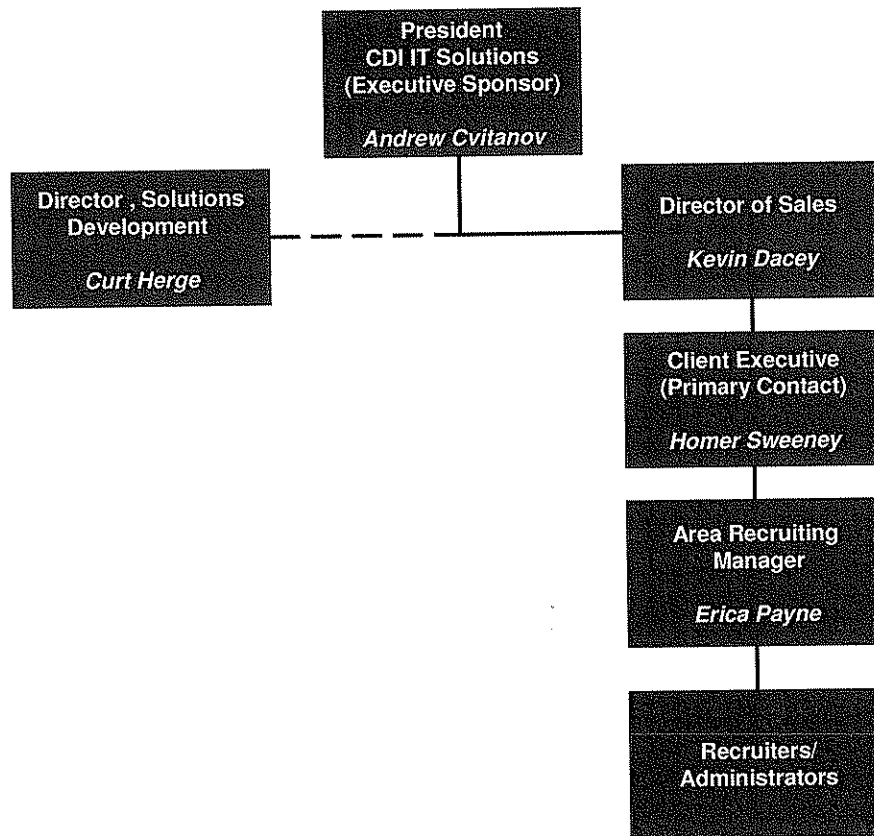 President
CDI IT Solutions
(Executive Sponsor)
Andrew Cvitanov
Director , Solutions
Development
Curt Herge
Director of Sales
Kevin Dacey
Client Executive
(Primary Contact)
Homer Sweeney
Area Recruiting
Manager
Erica Payne
Recruiters/
Administrators